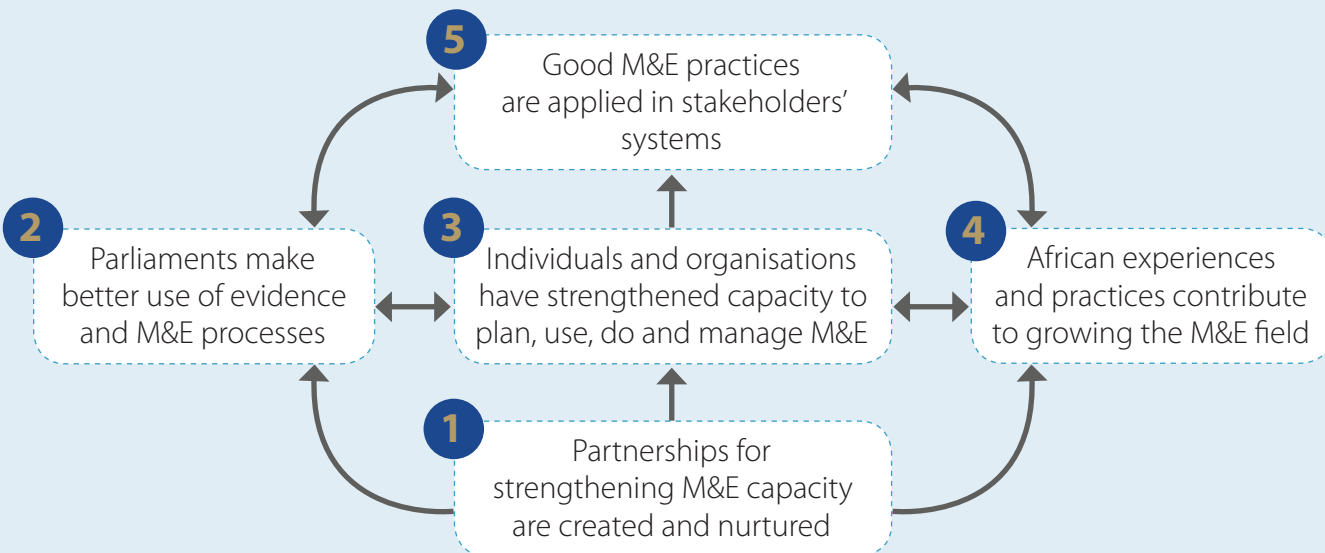 5
Good M&E practices
are applied in stakeholders’
systems
2
Parliaments make
better use of evidence
and M&E processes
3
Individuals and organisations
have strengthened capacity to
plan, use, do and manage M&E
4
African experiences
and practices contribute
to growing the M&E field
1
Partnerships for
strengthening M&E capacity
are created and nurtured